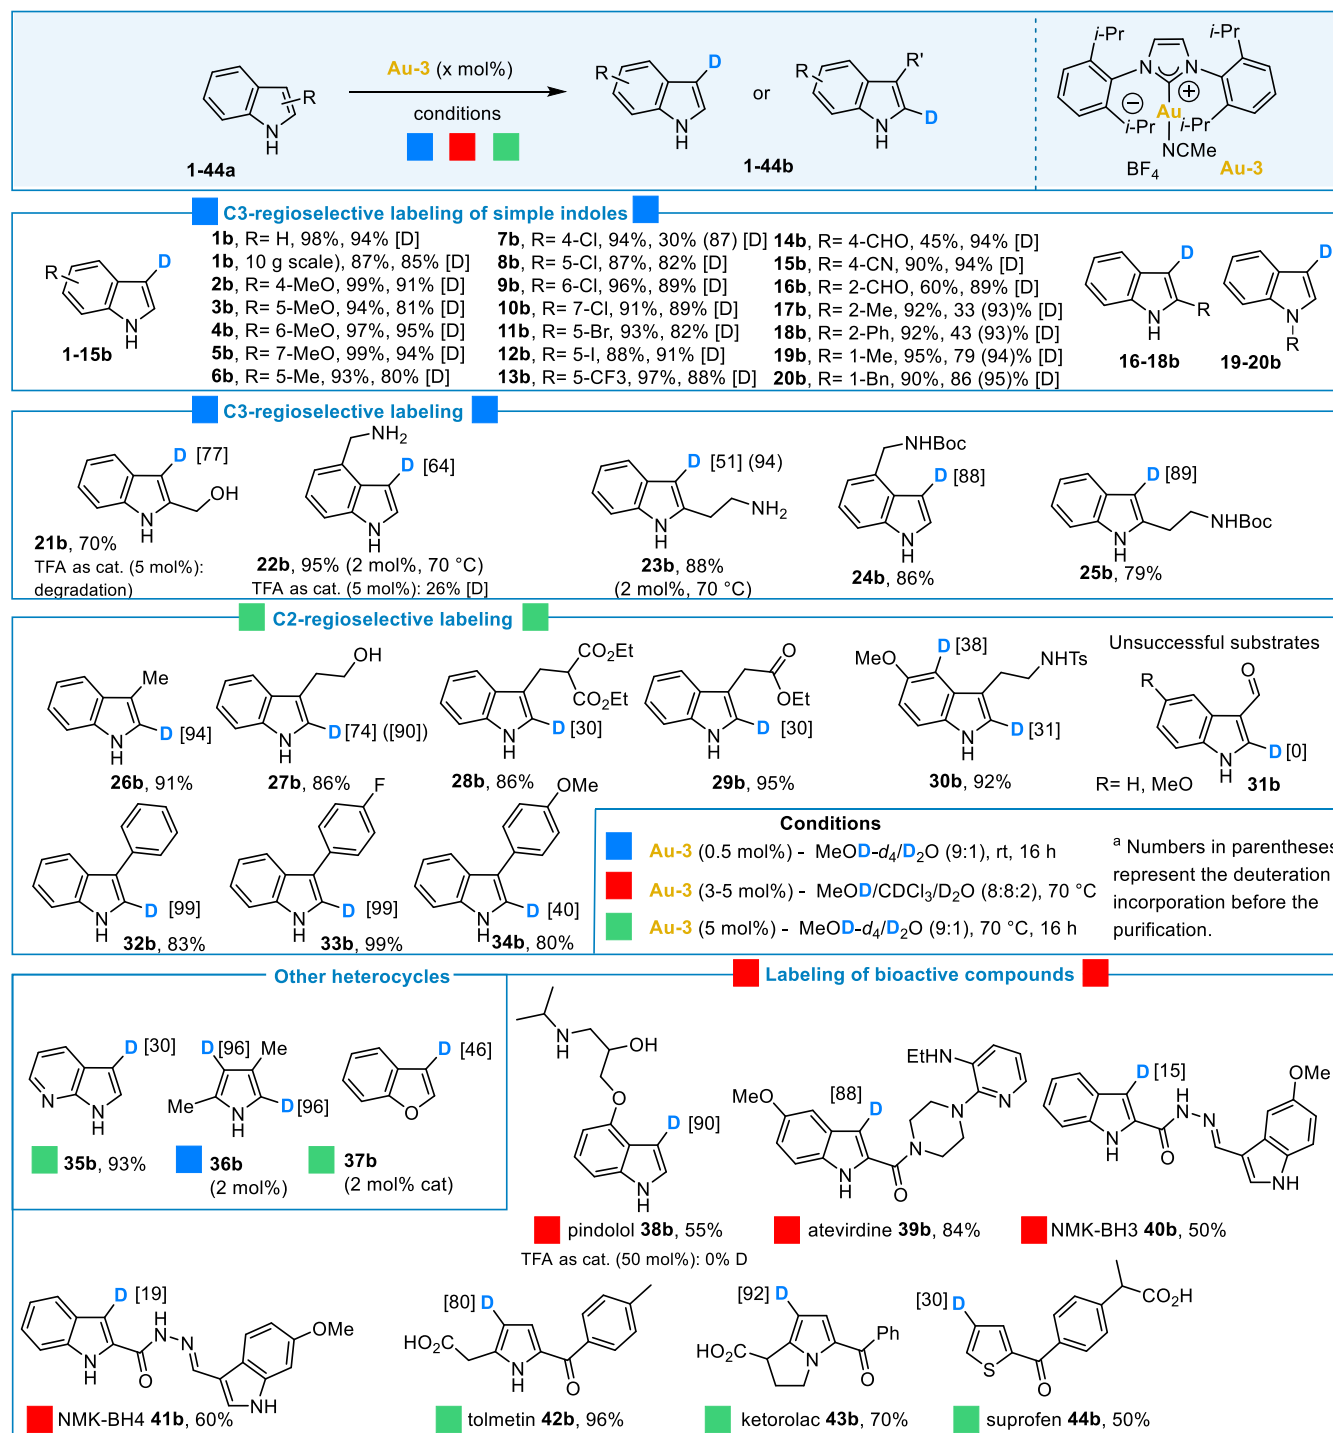 R
N
H
1-44a
Au-3 (x mol%)
conditions
R
D
N
H
or
R
R'
D
N
H
1-44b
i-Pr
i-Pr
N
N
Au
i-Pr
i-Pr
NCMe
BF4
Au-3
C3-regioselective labeling of simple indoles
R
D
N
H
1-15b
1b, R= H, 98%, 94% [D]
1b, 10 g scale), 87%, 85% [D]
2b, R= 4-MeO, 99%, 91% [D]
3b, R= 5-MeO, 94%, 81% [D]
4b, R= 6-MeO, 97%, 95% [D]
5b, R= 7-MeO, 99%, 94% [D]
6b, R= 5-Me, 93%, 80% [D]
7b, R= 4-Cl, 94%, 30% (87) [D]
8b, R= 5-Cl, 87%, 82% [D]
9b, R= 6-Cl, 96%, 89% [D]
10b, R= 7-Cl, 91%, 89% [D]
11b, R= 5-Br, 93%, 82% [D]
12b, R= 5-I, 88%, 91% [D]
13b, R= 5-CF3, 97%, 88% [D]
14b, R= 4-CHO, 45%, 94% [D]
15b, R= 4-CN, 90%, 94% [D]
16b, R= 2-CHO, 60%, 89% [D]
17b, R= 2-Me, 92%, 33 (93)% [D]
18b, R= 2-Ph, 92%, 43 (93)% [D]
19b, R= 1-Me, 95%, 79 (94)% [D]
20b, R= 1-Bn, 90%, 86 (95)% [D]
D
R
N
H
16-18b
D
N
R
19-20b
C3-regioselective labeling
D [77]
OH
N
H
21b, 70%
TFA as cat. (5 mol%):
degradation)
NH2
D [64]
N
H
22b, 95% (2 mol%, 70 °C)
TFA as cat. (5 mol%): 26% [D]
D [51] (94)
NH2
N
H
23b, 88%
(2 mol%, 70 °C)
NHBoc
D [88]
N
H
24b, 86%
D [89]
NHBoc
N
H
25b, 79%
C2-regioselective labeling
Me
D [94]
N
H
26b, 91%
OH
D [74] ([90])
N
H
27b, 86%
CO2Et
CO2Et
D [30]
N
H
28b, 86%
O
OEt
D [30]
N
H
29b, 95%
D [38]
MeO
NHTs
D [31]
N
H
30b, 92%
Unsuccessful substrates
R
O
D [0]
N
H
R= H, MeO
31b
D [99]
N
H
32b, 83%
F
D [99]
N
H
33b, 99%
OMe
D [40]
N
H
34b, 80%
Conditions
Au-3 (0.5 mol%) - MeOD-d4/D2O (9:1), rt, 16 h
Au-3 (3-5 mol%) - MeOD/CDCl3/D2O (8:8:2), 70 °C
Au-3 (5 mol%) - MeOD-d4/D2O (9:1), 70 °C, 16 h
a Numbers in parentheses
represent the deuteration
incorporation before the
purification.
Other heterocycles
D [30]
N
N
H
35b, 93%
D [96]
Me
Me
N
H
D [96]
36b
(2 mol%)
D [46]
O
37b
(2 mol% cat)
Labeling of bioactive compounds
N
H
OH
O
D [90]
N
H
pindolol 38b, 55%
TFA as cat. (50 mol%): 0% D
EtHN
N
MeO
[88] D
N
N
N
H
O
atevirdine 39b, 84%
D [15]
OMe
H
N
N
N
H
O
NH
NMK-BH3 40b, 50%
D [19]
H
N
N
OMe
N
H
O
NH
NMK-BH4 41b, 60%
[80] D
HO2C
N
H
O
tolmetin 42b, 96%
[92] D
Ph
HO2C
N
O
ketorolac 43b, 70%
[30] D
CO2H
S
O
suprofen 44b, 50%